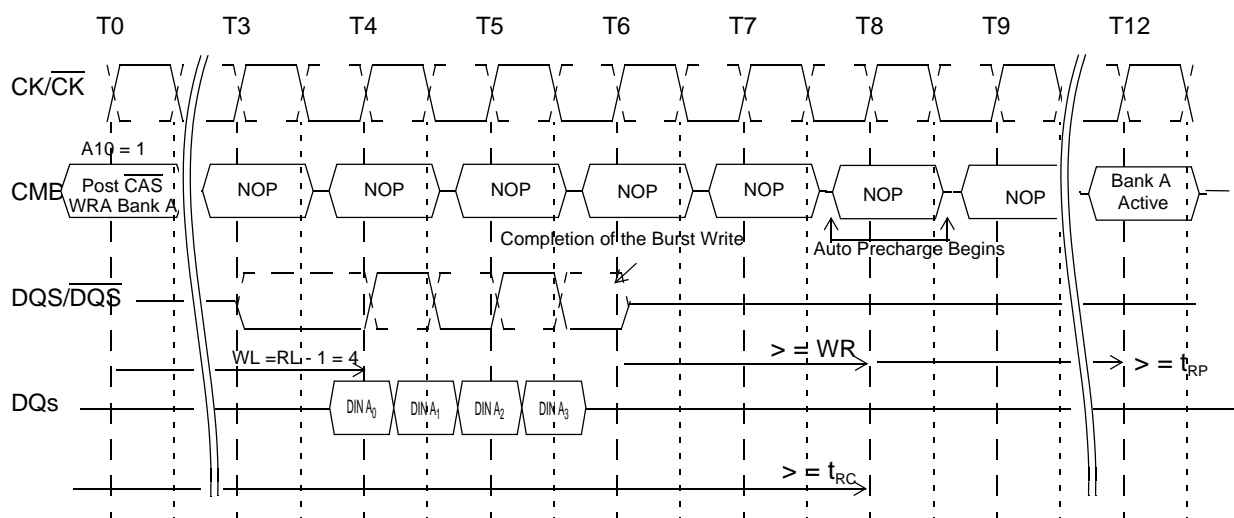 T0 T3 T4 T5 T6 T7 T8 T9 T12
CK/CK
A10 = 1
CMB
Post CAS
WRA Bank A
NOP NOP NOP NOP NOP NOP NOP
Bank A
Active
Completion of the Burst Write
Auto Precharge Begins
DQS/DQS
WL =RL - 1 = 4
> = WR
> = tRP
DQs
DIN A0 DIN A1 DIN A2 DIN A3
> = tRC